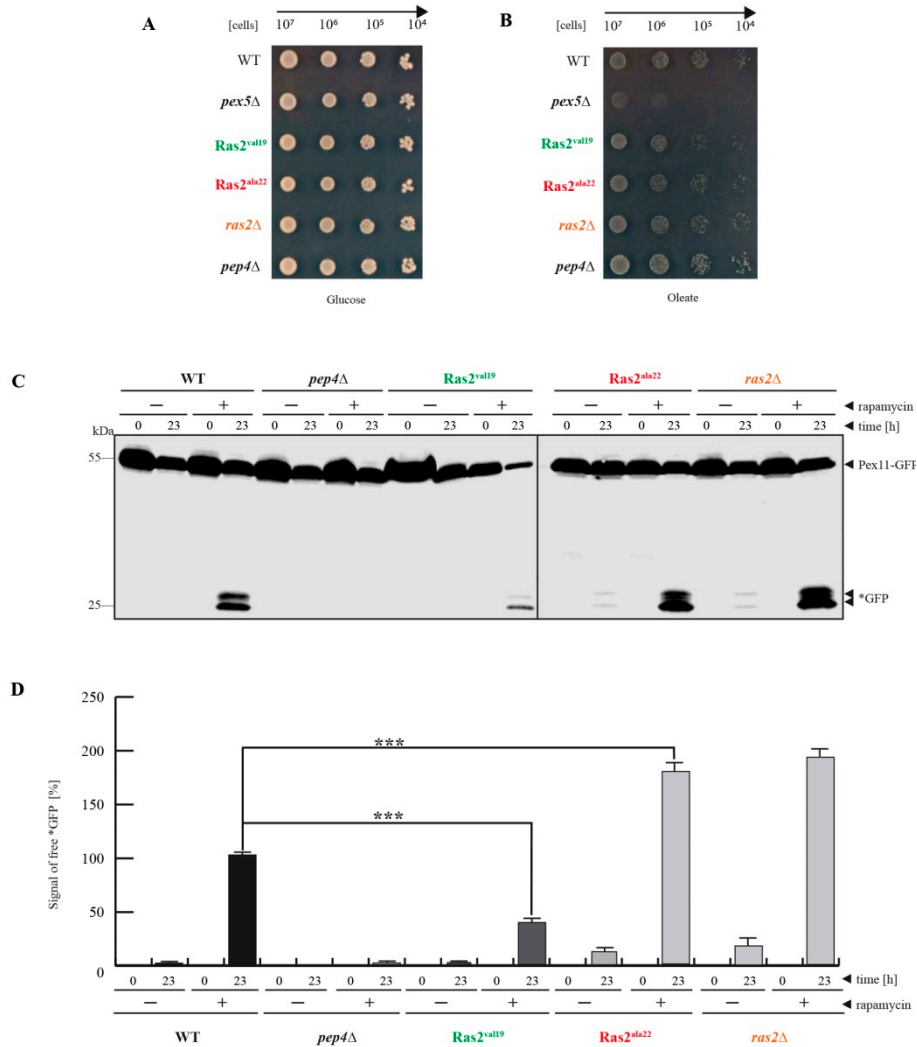 A
[cells] 10⁷ 10⁶ 10⁵ 10⁴
WT
pex5Δ
Ras2ᵛᵃˡ¹⁹
Ras2ᵃˡᵃ²²
ras2Δ
pep4Δ
Glucose
B
[cells] 10⁷ 10⁶ 10⁵ 10⁴
WT
pex5Δ
Ras2ᵛᵃˡ¹⁹
Ras2ᵃˡᵃ²²
ras2Δ
pep4Δ
Oleate
C
WT pep4Δ Ras2ᵛᵃˡ¹⁹ Ras2ᵃˡᵃ²² ras2Δ
— + — + — + — + — + ◀ rapamycin
0 23 0 23 0 23 0 23 0 23 0 23 0 23 0 23 0 23 0 23 ◀ time [h]
kDa
55 ◀ Pex11-GFP
25 ◀ *GFP
D
Signal of free *GFP [%]
250
200
150
100
50
0
***
***
0 23 0 23 0 23 0 23 0 23 0 23 0 23 0 23 0 23 0 23 ◀ time [h]
— + — + — + — + — + ◀ rapamycin
WT pep4Δ Ras2ᵛᵃˡ¹⁹ Ras2ᵃˡᵃ²² ras2Δ